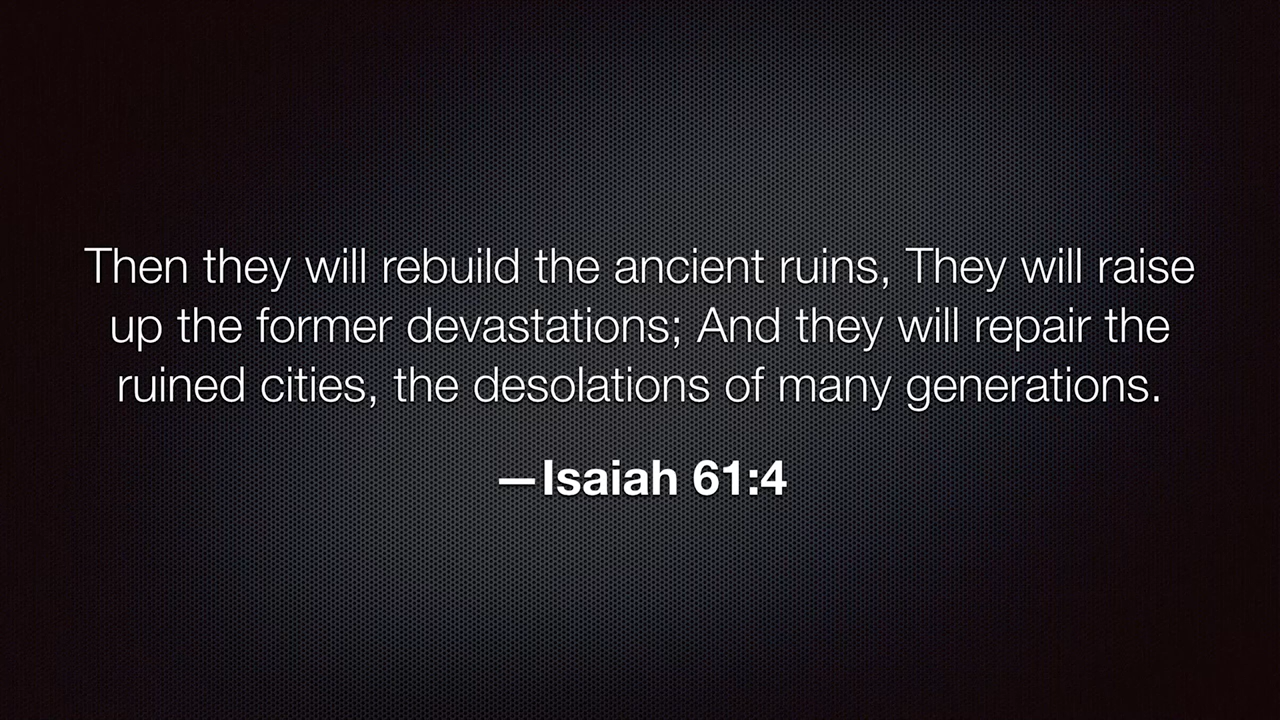 Then they will rebuild the ancient ruins, They will raise
up the former devastations; And they will repair the
ruined cities, the desolations of many generations.
—Isaiah 61:4